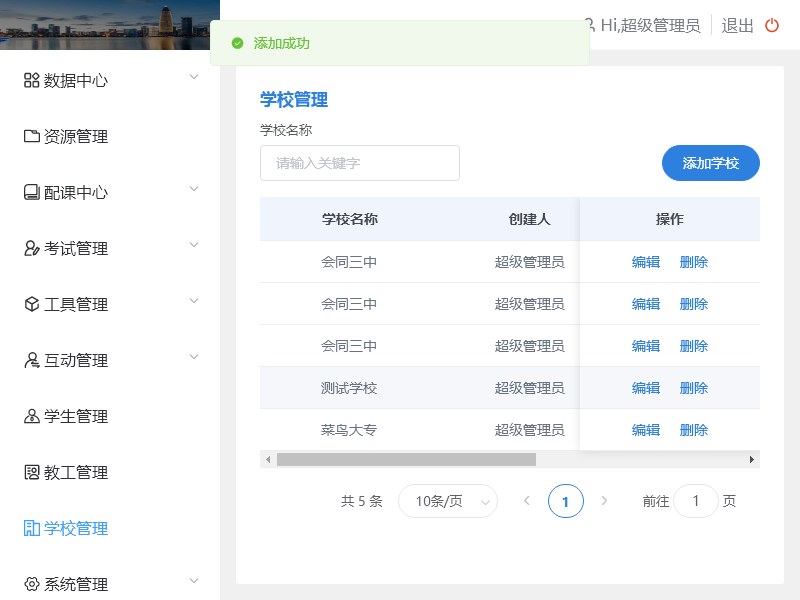 添加成功
Hi,超级管理员
退出
数据中心
资源管理
配课中心
考试管理
工具管理
互动管理
学生管理
教工管理
学校管理
系统管理
学校管理
学校名称
请输入关键字
添加学校
学校名称 创建人 操作
会同三中 超级管理员 编辑 删除
会同三中 超级管理员 编辑 删除
会同三中 超级管理员 编辑 删除
测试学校 超级管理员 编辑 删除
菜鸟大专 超级管理员 编辑 删除
共 5 条 10条/页 1 前往 1 页